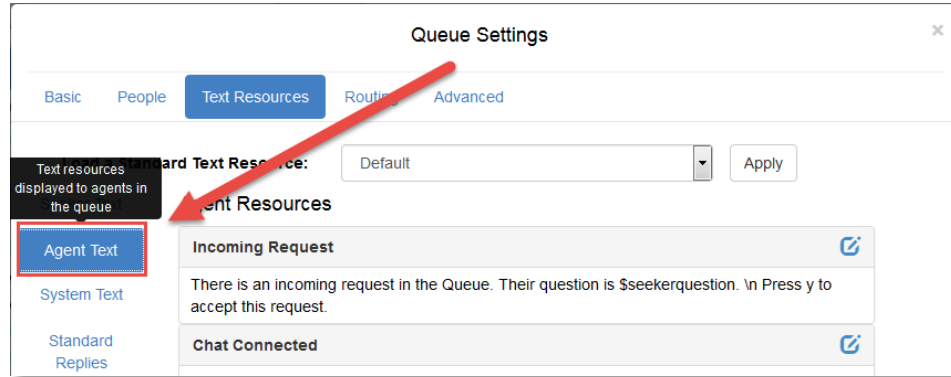 Queue Settings
×
Basic People Text Resources Routing Advanced
Standard Text Resource: Default Apply
Text resources
displayed to agents in
the queue
Agent Resources
Agent Text
Incoming Request
There is an incoming request in the Queue. Their question is $seekerquestion. \n Press y to
accept this request.
System Text
Standard
Replies
Chat Connected